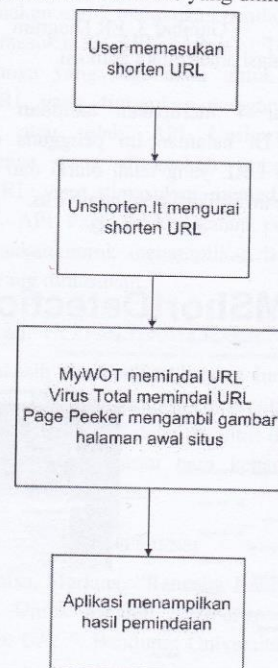 yang
User memasukan
shorten URL
Unshorten.It mengurai
shorten URL
MyWOT memindai URL
Virus Total memindai URL
Page Peeker mengambil gambar
halaman awal situs
Aplikasi menampilkan
hasil pemindaian